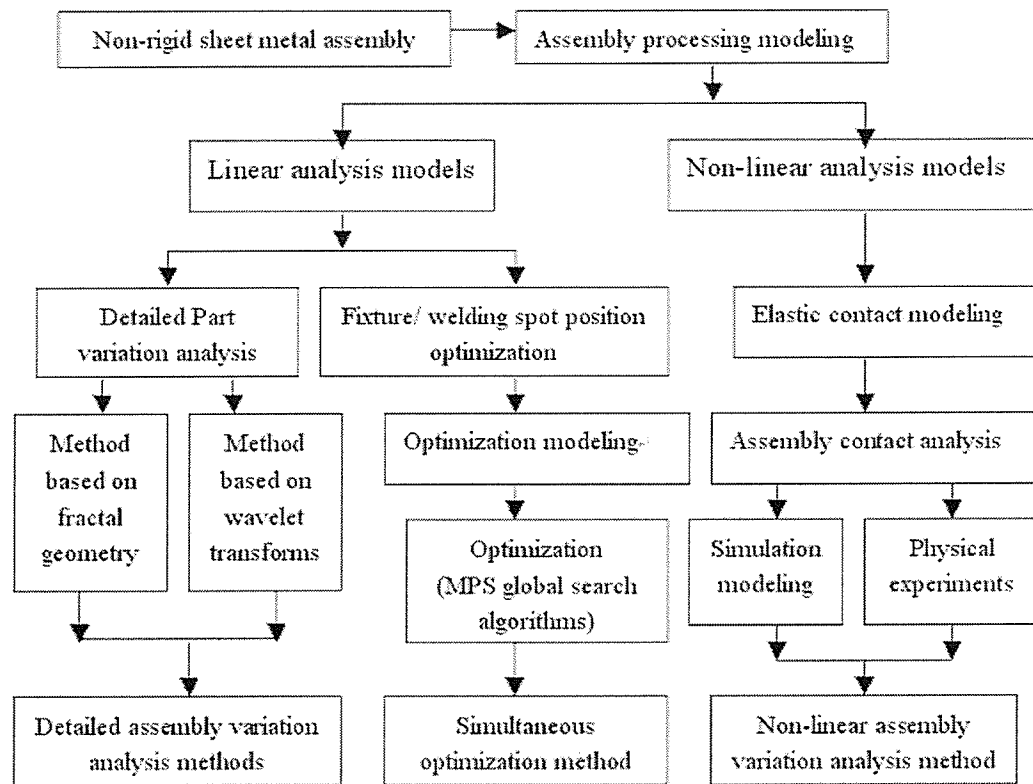 Non-rigid sheet metal assembly
Assembly processing modeling
Linear analysis models
Non-linear analysis models
Detailed Part
variation analysis
Fixture/ welding spot position
optimization
Elastic contact modeling
Method
based on
fractal
geometry
Method
based on
wavelet
transforms
Optimization modeling
Assembly contact analysis
Optimization
(MPS global search
algorithms)
Simulation
modeling
Physical
experiments
Detailed assembly variation
analysis methods
Simultaneous
optimization method
Non-linear assembly
variation analysis method